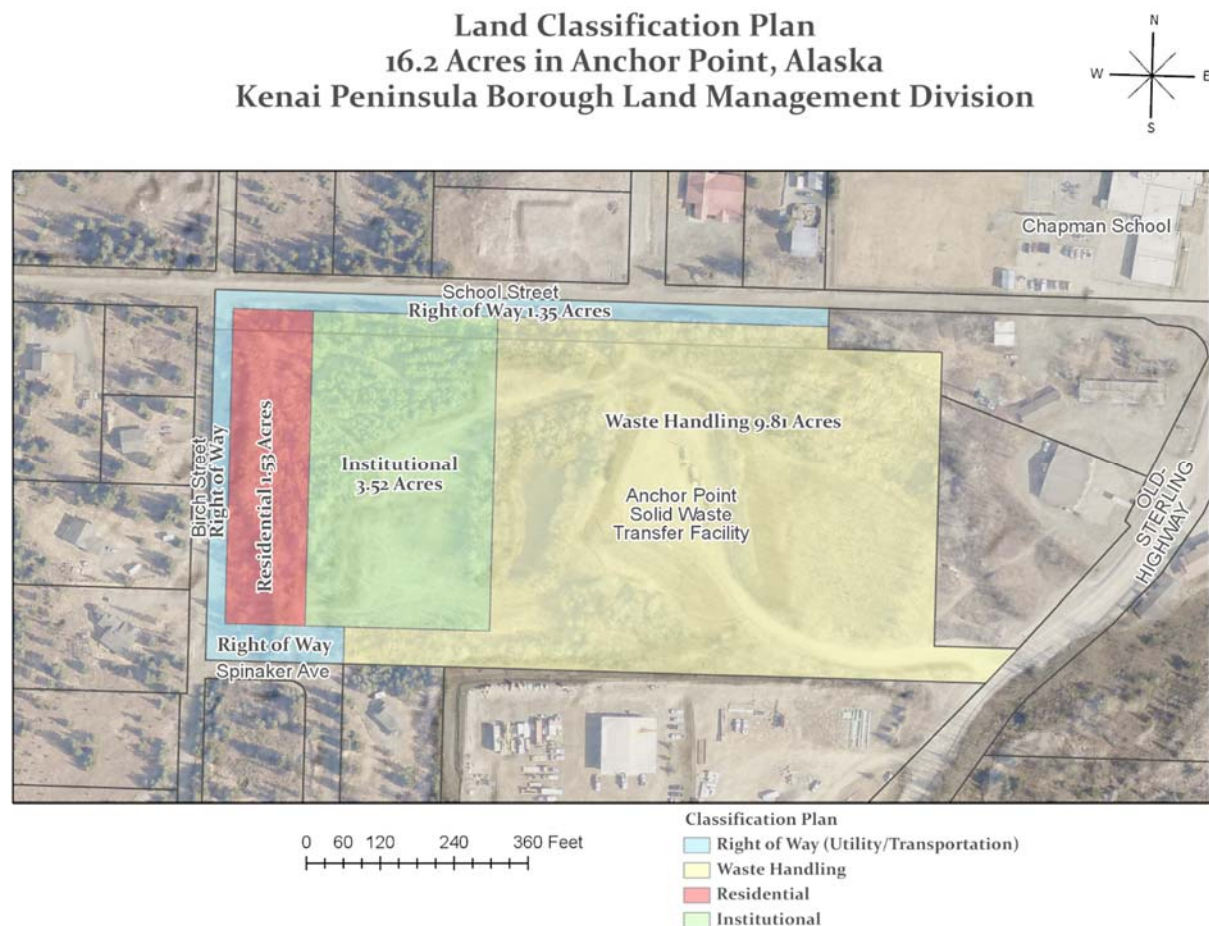 Land Classification Plan
16.2 Acres in Anchor Point, Alaska
Kenai Peninsula Borough Land Management Division
N
W
E
S
Chapman School
School Street
Right of Way 1.35 Acres
Birch Street
Right of Way
Residential 1.53 Acres
Institutional
3.52 Acres
Waste Handling 9.81 Acres
Anchor Point
Solid Waste
Transfer Facility
OLD-
STERLING
HIGHWAY
Right of Way
Spinaker Ave
0 60 120 240 360 Feet
Classification Plan
Right of Way (Utility/Transportation)
Waste Handling
Residential
Institutional